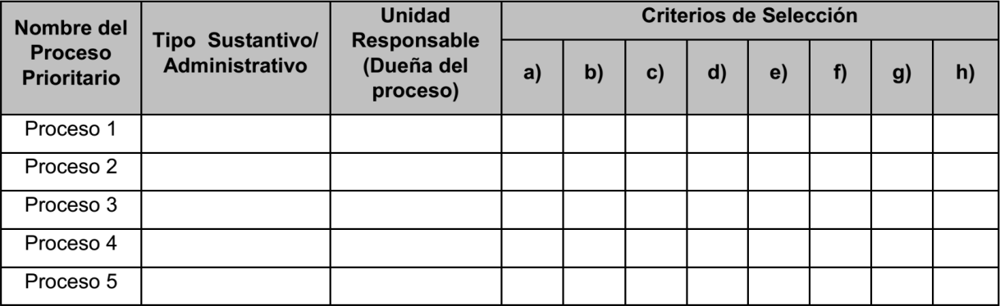 Nombre del
Proceso
Prioritario
Tipo Sustantivo/
Administrativo
Unidad
Responsable
(Dueña del
proceso)
Criterios de Selección
a) b) c) d) e) f) g) h)
Proceso 1
Proceso 2
Proceso 3
Proceso 4
Proceso 5